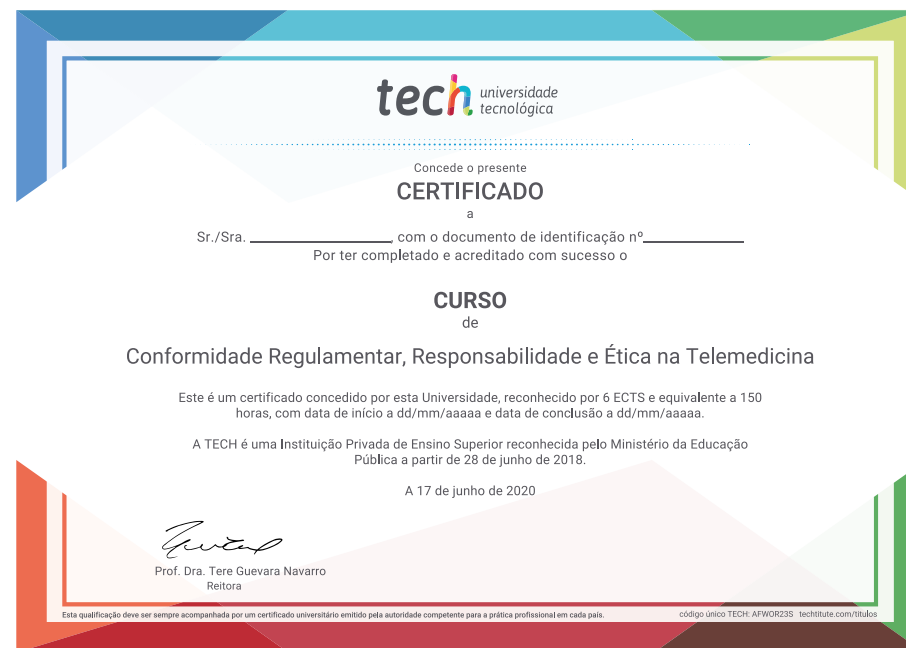 tech universidade
tecnológica
Concede o presente
CERTIFICADO
a
Sr./Sra. ____________________, com o documento de identificação nº______________
Por ter completado e acreditado com sucesso o
CURSO
de
Conformidade Regulamentar, Responsabilidade e Ética na Telemedicina
Este é um certificado concedido por esta Universidade, reconhecido por 6 ECTS e equivalente a 150
horas, com data de início a dd/mm/aaaaa e data de conclusão a dd/mm/aaaaa.
A TECH é uma Instituição Privada de Ensino Superior reconhecida pelo Ministério da Educação
Pública a partir de 28 de junho de 2018.
A 17 de junho de 2020
Prof. Dra. Tere Guevara Navarro
Reitora
Esta qualificação deve ser sempre acompanhada por um certificado universitário emitido pela autoridade competente para a prática profissional em cada país.
código único TECH: AFWOR23S techtitute.com/titulos